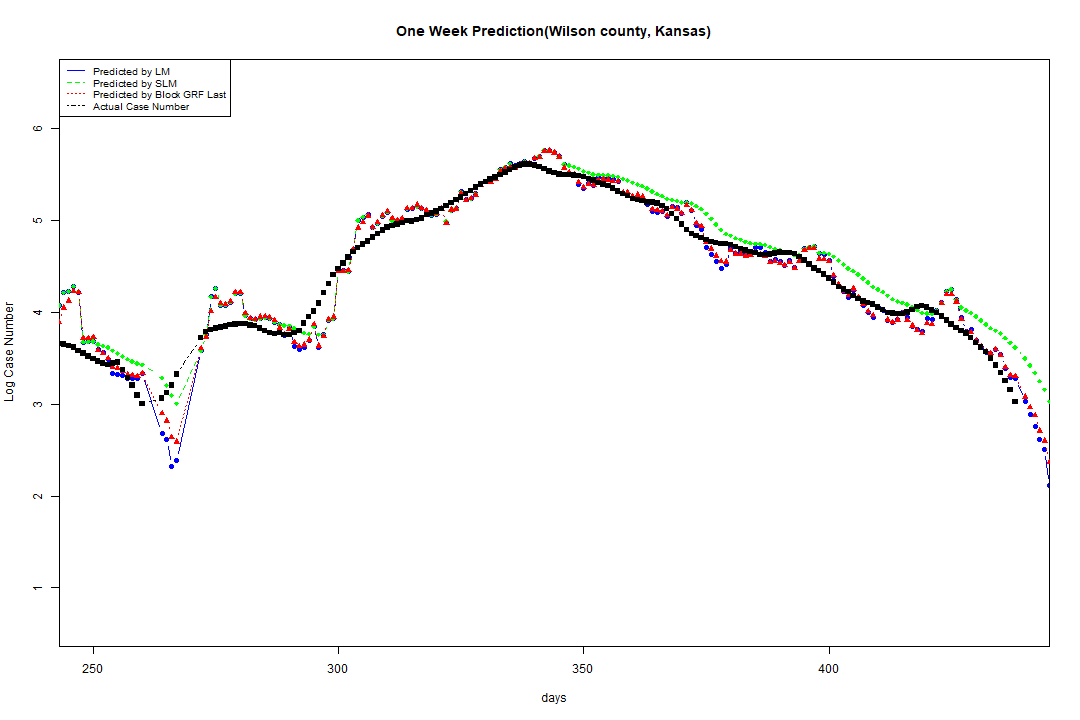 One Week Prediction(Wilson county, Kansas)
Predicted by LM
Predicted by SLM
Predicted by Block GRF Last
Actual Case Number
6
5
4
3
2
1
Log Case Number
250 300 350 400
days